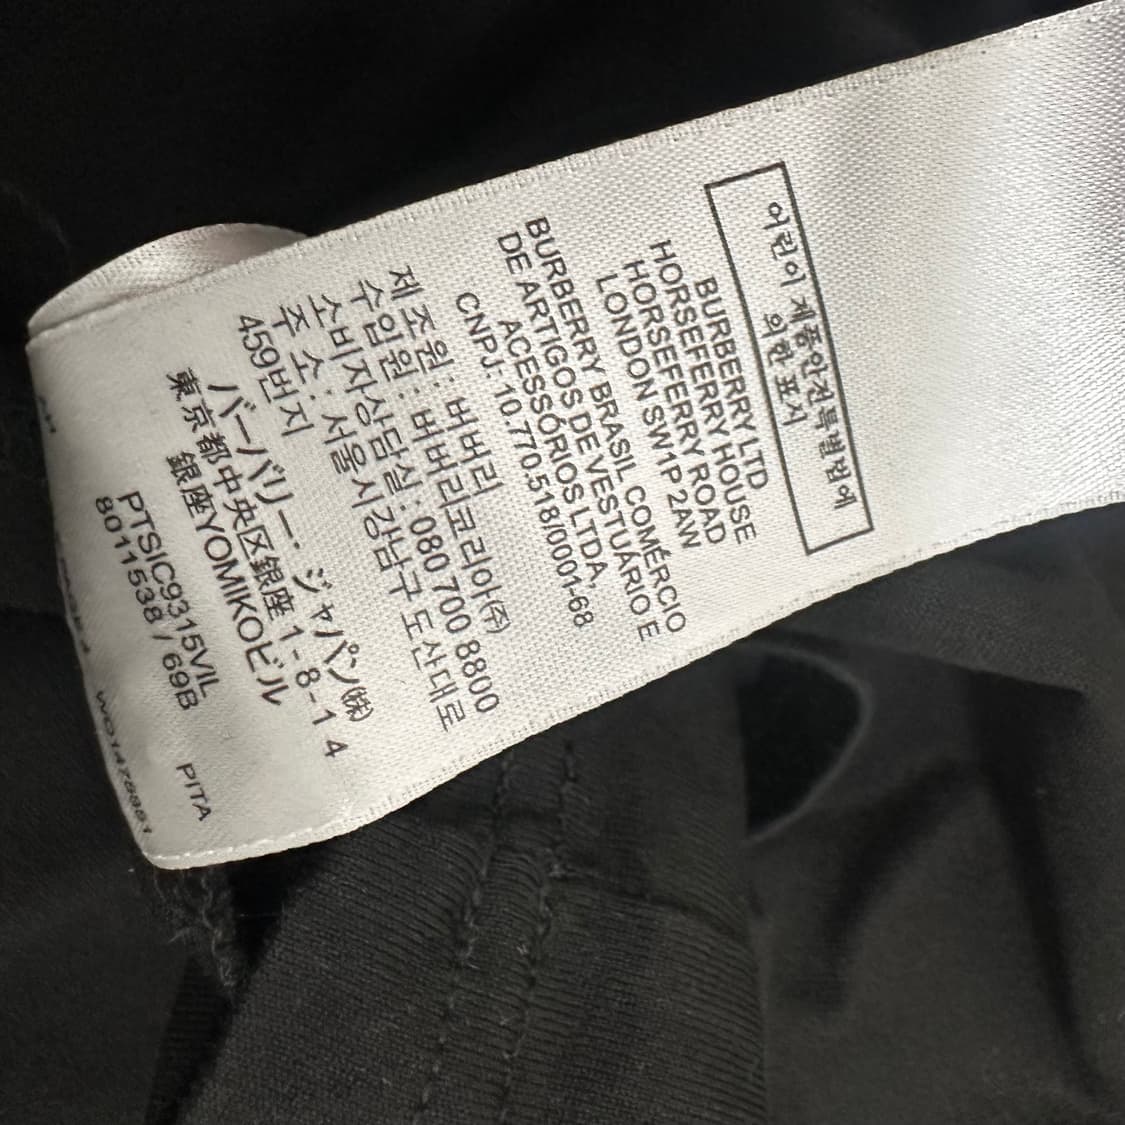 어린이 제품안전특별법에
의한 표시
BURBERRY LTD
HORSEFERRY HOUSE
HORSEFERRY ROAD
LONDON SW1P 2AW
BURBERRY BRASIL COMÉRCIO
DE ARTIGOS DE VESTUÁRIO E
ACESSÓRIOS LTDA,
CNPJ: 10.770.518/0001-68
제조원: 버버리
수입원: 버버리코리아(주)
소비자상담실: 080 700 8800
주 소: 서울시강남구 도산대로
459번지
バーバリー・ジャパン㈱
東京都中央区銀座 1-8-14
銀座YOMIKOビル
PTSIC9315VIL
8011538 / 69B PITA